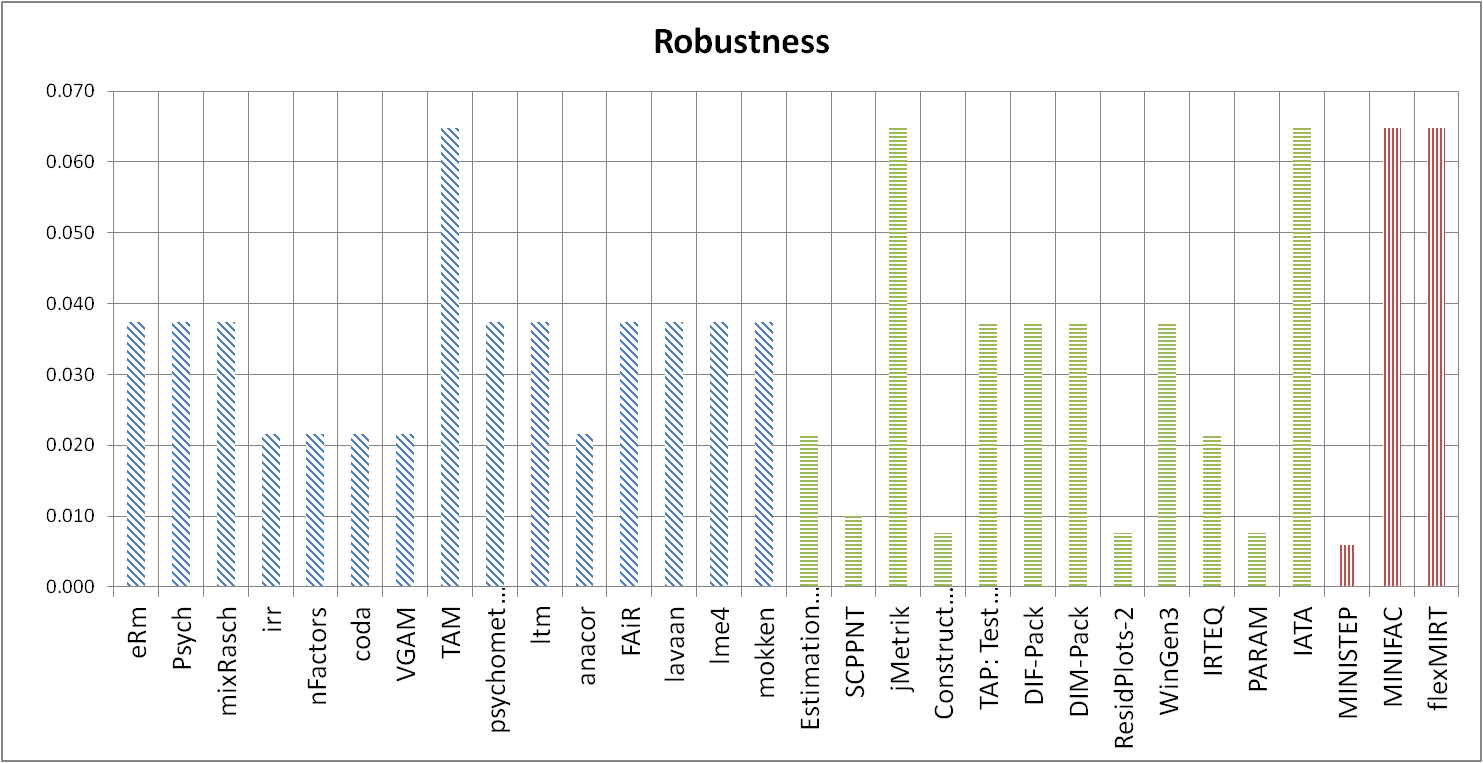 Robustness
0.070
0.060
0.050
0.040
0.030
0.020
0.010
0.000
eRm
Psych
mixRasch
irr
nFactors
coda
VGAM
TAM
psychomet...
ltm
anacor
FAiR
lavaan
lme4
mokken
Estimation...
SCPPNT
jMetrik
Construct...
TAP: Test...
DIF-Pack
DIM-Pack
ResidPlots-2
WinGen3
IRTEQ
PARAM
IATA
MINISTEP
MINIFAC
flexMIRT